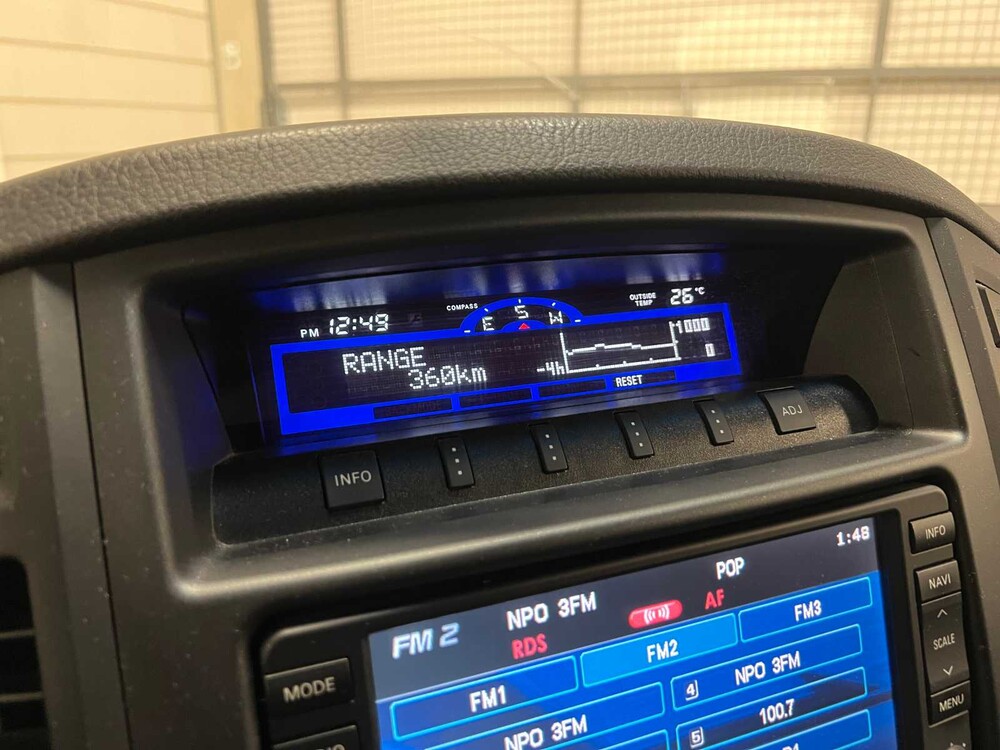 PM 12:49
COMPASS
E S W
OUTSIDE
TEMP
26°C
RANGE
360km
-4h
1000
0
RESET
INFO
ADJ
1:48
FM 2
NPO 3FM
POP
RDS
AF
FM1
FM2
FM3
NPO 3FM
4 NPO 3FM
5 100.7
MODE
INFO
NAVI
SCALE
MENU